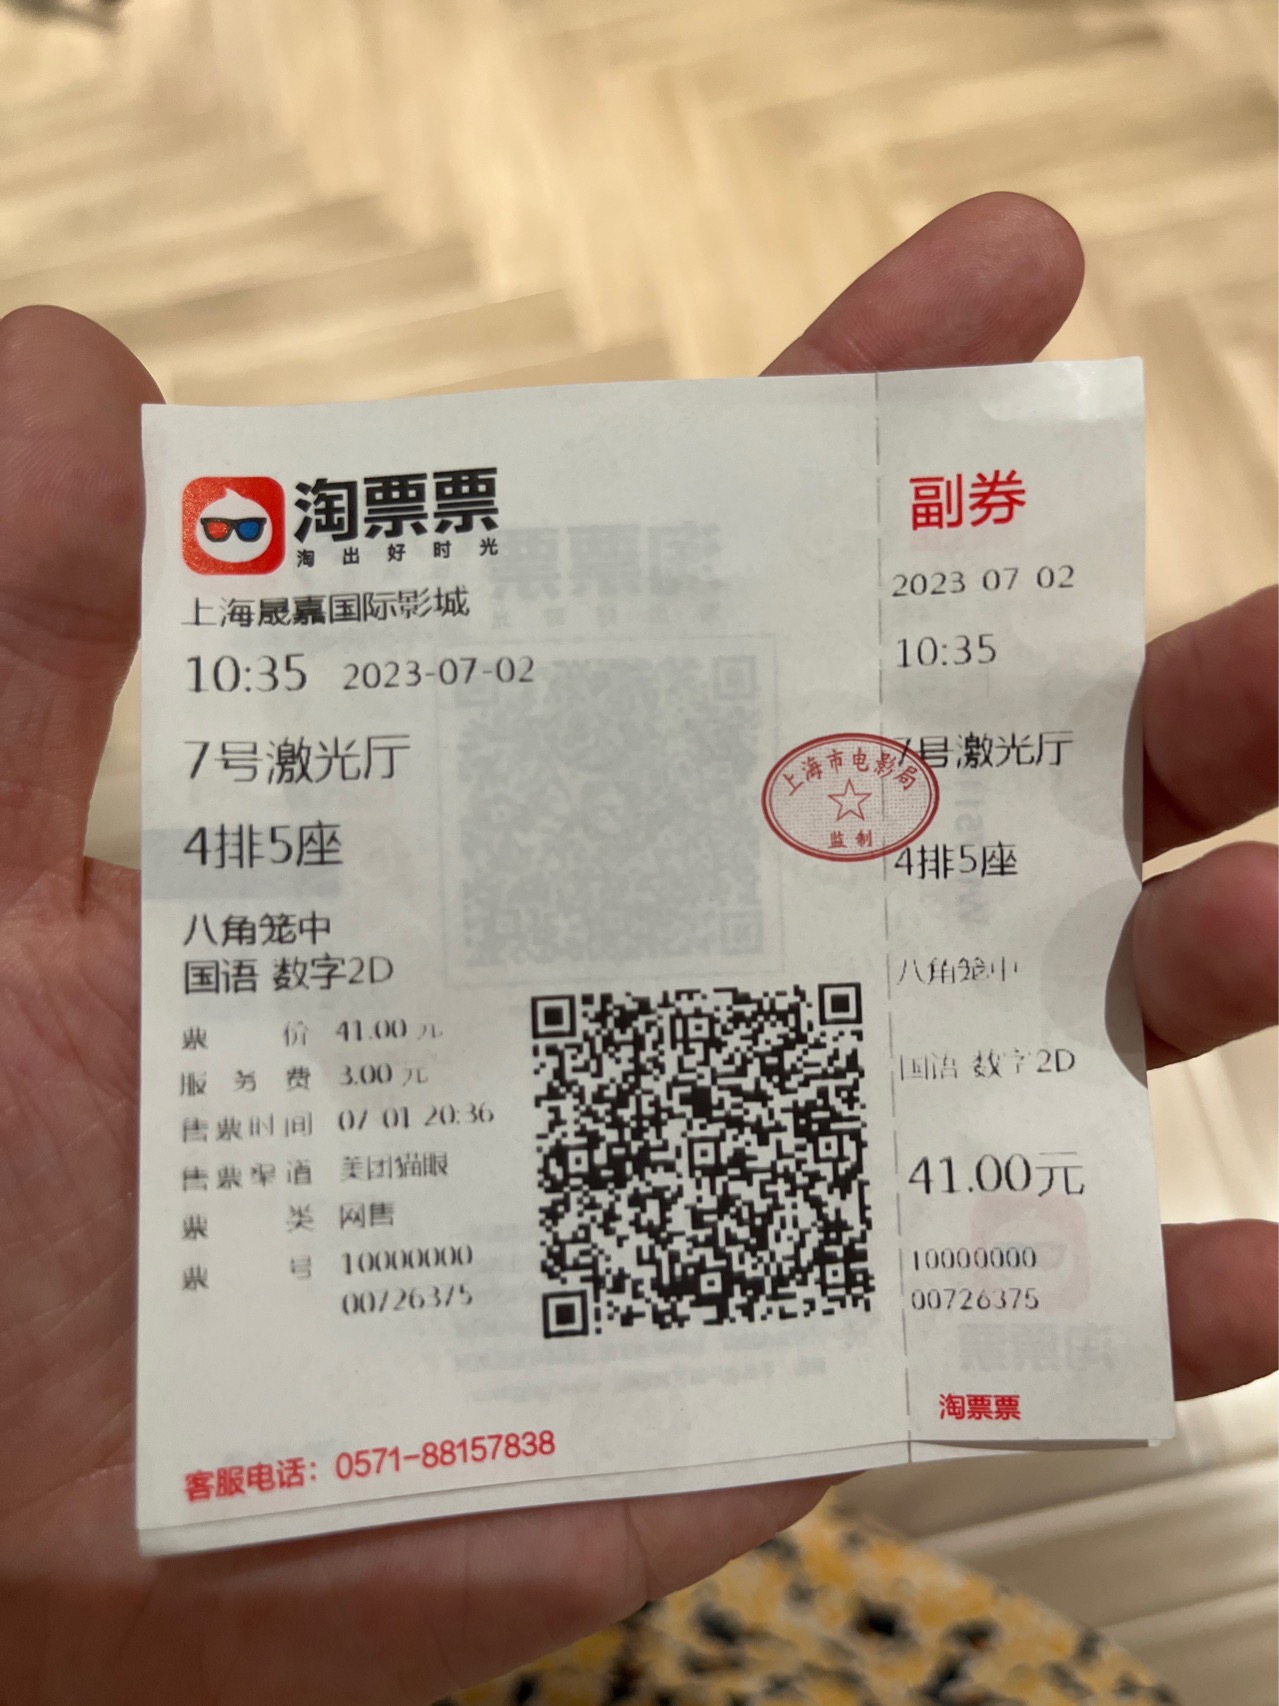 淘票票
淘出好时光
上海晟嘉国际影城
10:35 2023-07-02
7号激光厅
4排5座
八角笼中
国语 数字2D
票价 41.00 元
服务费 3.00 元
售票时间 07 01 20:36
售票渠道 美团猫眼
票类 网售
票号 10000000
00726375
客服电话：0571-88157838
上海市电影局
监制
副券
2023 07 02
10:35
7号激光厅
4排5座
八角笼中
国语 数字2D
41.00元
10000000
00726375
淘票票